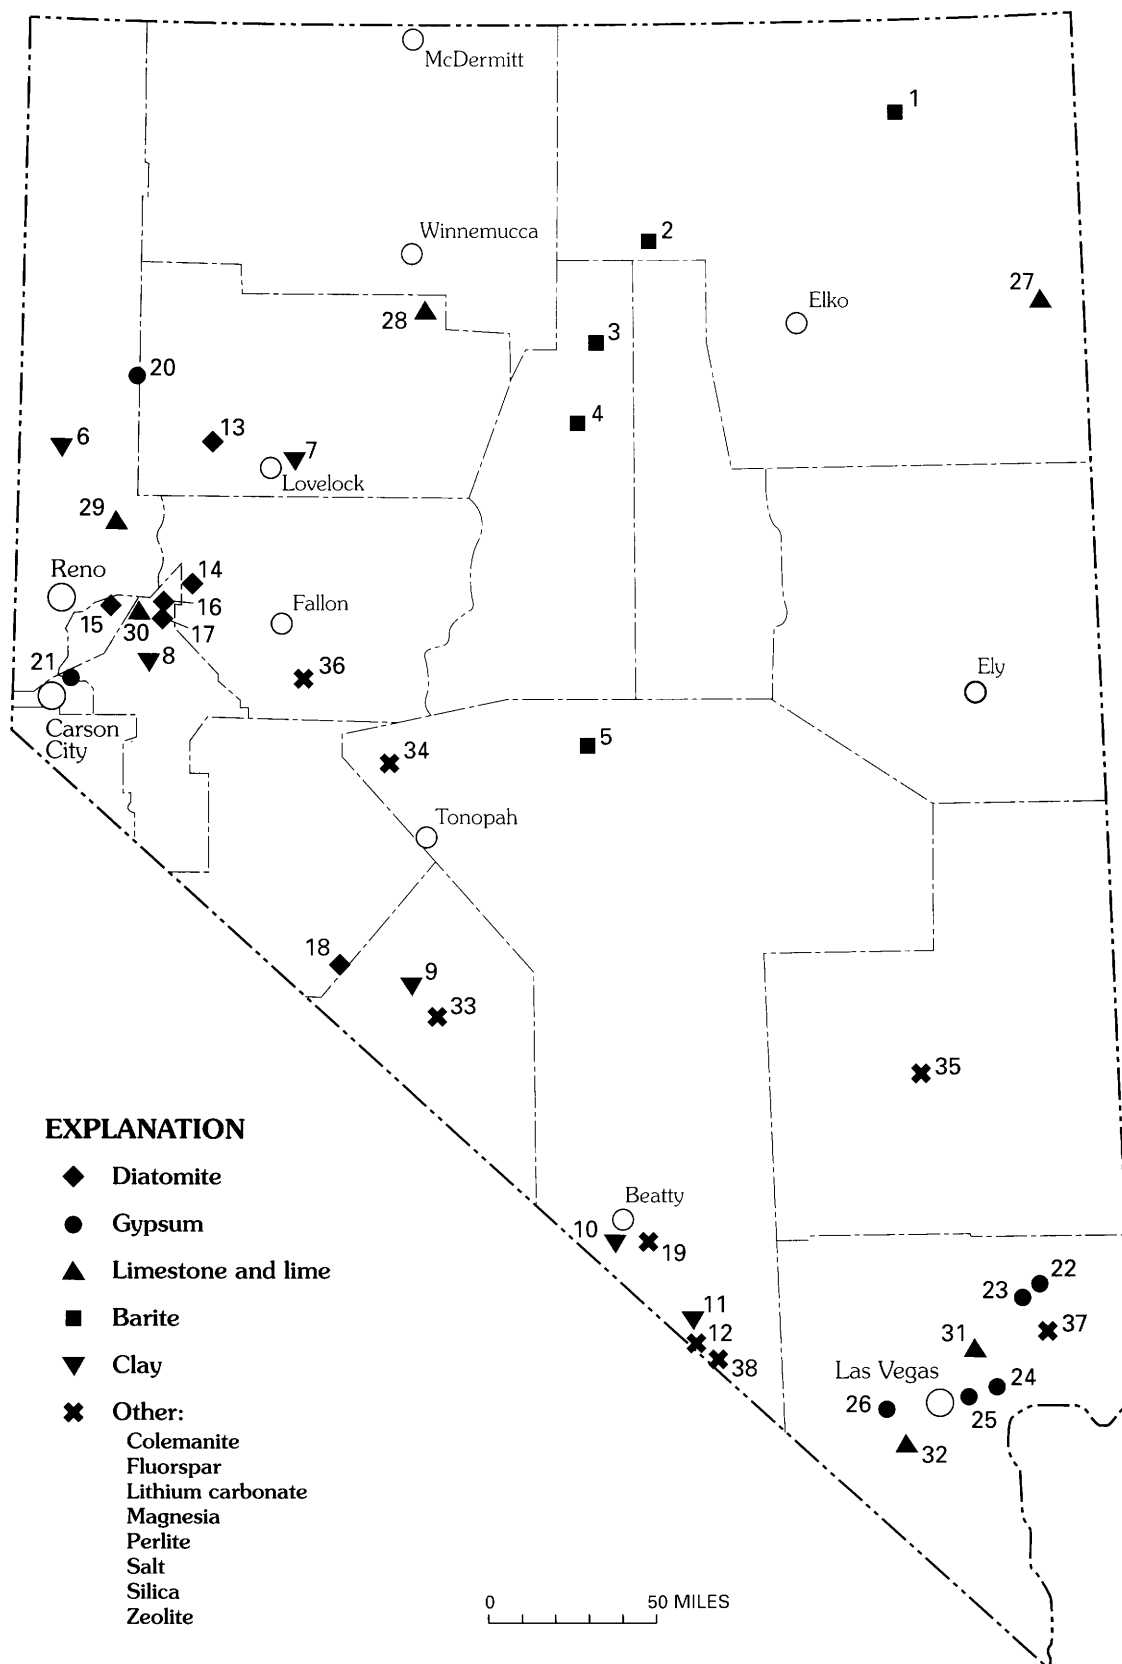 McDermitt
1
Winnemucca
2
27
Elko
28
3
20
4
6
13
7
Lovelock
29
Reno
14
Fallon
15
16
30
17
21
8
36
Ely
Carson
City
5
34
Tonopah
18
9
33
35
EXPLANATION
Diatomite
Gypsum
Limestone and lime
Barite
Clay
Other:
Colemanite
Fluorspar
Lithium carbonate
Magnesia
Perlite
Salt
Silica
Zeolite
Beatty
10
19
11
12
38
22
23
37
31
Las Vegas
24
26
25
32
0 50 MILES